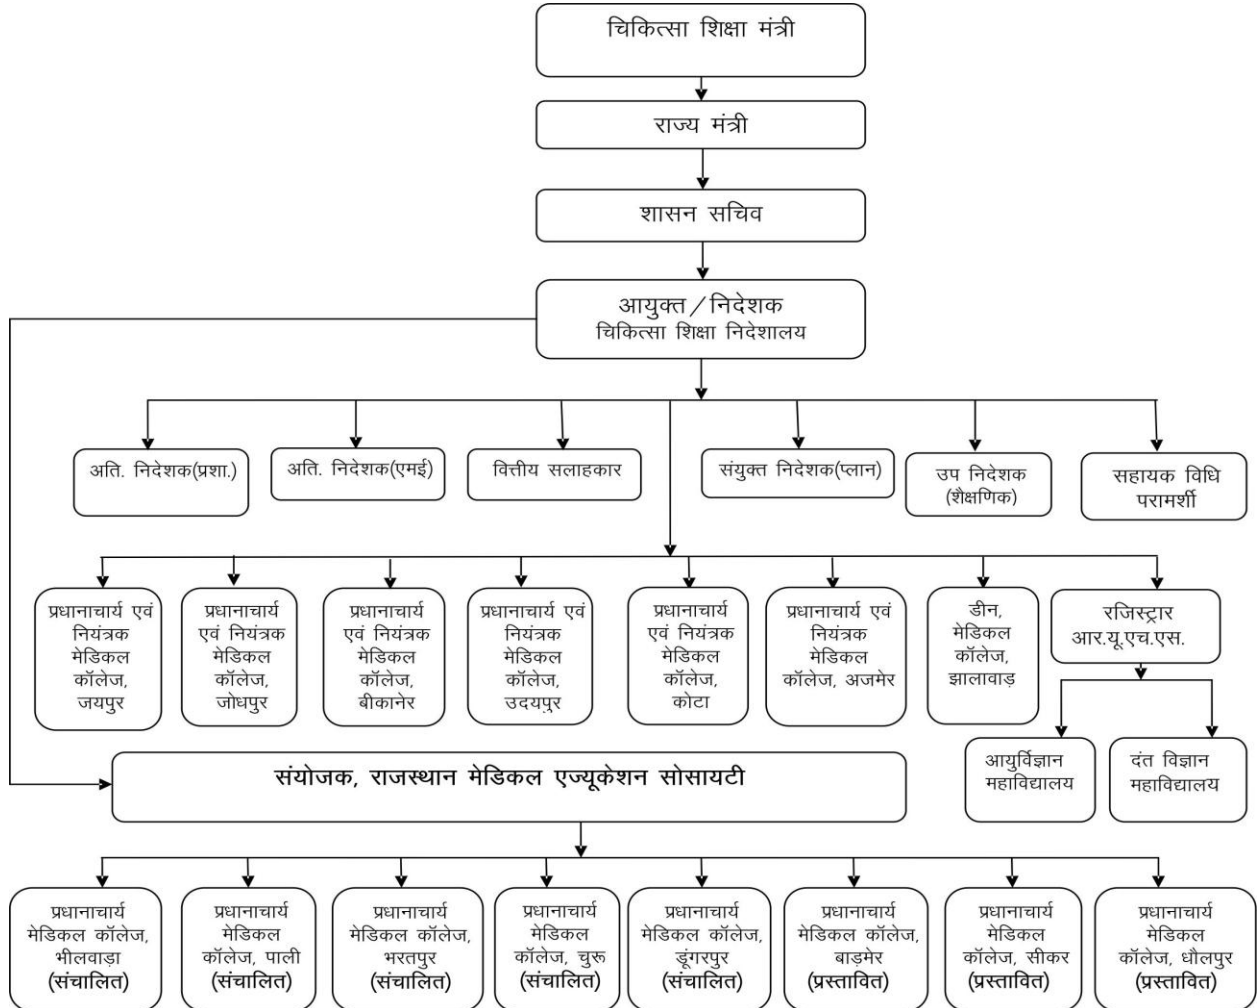 चिकित्सा शिक्षा मंत्री
राज्य मंत्री
शासन सचिव
आयुक्त/निदेशक
चिकित्सा शिक्षा निदेशालय
अति. निदेशक(प्रशा.)
अति. निदेशक(एमई)
वित्तीय सलाहकार
संयुक्त निदेशक(प्लान)
उप निदेशक
(शैक्षणिक)
सहायक विधि
परामर्शी
प्रधानाचार्य एवं
नियंत्रक
मेडिकल
कॉलेज,
जयपुर
प्रधानाचार्य
एवं नियंत्रक
मेडिकल
कॉलेज,
जोधपुर
प्रधानाचार्य
एवं नियंत्रक
मेडिकल
कॉलेज,
बीकानेर
प्रधानाचार्य एवं
नियंत्रक
मेडिकल
कॉलेज,
उदयपुर
प्रधानाचार्य
एवं नियंत्रक
मेडिकल
कॉलेज,
कोटा
प्रधानाचार्य एवं
नियंत्रक
मेडिकल
कॉलेज, अजमेर
डीन,
मेडिकल
कॉलेज,
झालावाड़
रजिस्ट्रार
आर.यू.एच.एस.
आयुर्विज्ञान
महाविद्यालय
दंत विज्ञान
महाविद्यालय
संयोजक, राजस्थान मेडिकल एज्यूकेशन सोसायटी
प्रधानाचार्य
मेडिकल कॉलेज,
भीलवाड़ा
(संचालित)
प्रधानाचार्य
मेडिकल
कॉलेज, पाली
(संचालित)
प्रधानाचार्य
मेडिकल कॉलेज,
भरतपुर
(संचालित)
प्रधानाचार्य
मेडिकल
कॉलेज, चुरू
(संचालित)
प्रधानाचार्य
मेडिकल कॉलेज,
डूंगरपुर
(संचालित)
प्रधानाचार्य
मेडिकल कॉलेज,
बाड़मेर
(प्रस्तावित)
प्रधानाचार्य
मेडिकल
कॉलेज, सीकर
(प्रस्तावित)
प्रधानाचार्य
मेडिकल
कॉलेज, धौलपुर
(प्रस्तावित)